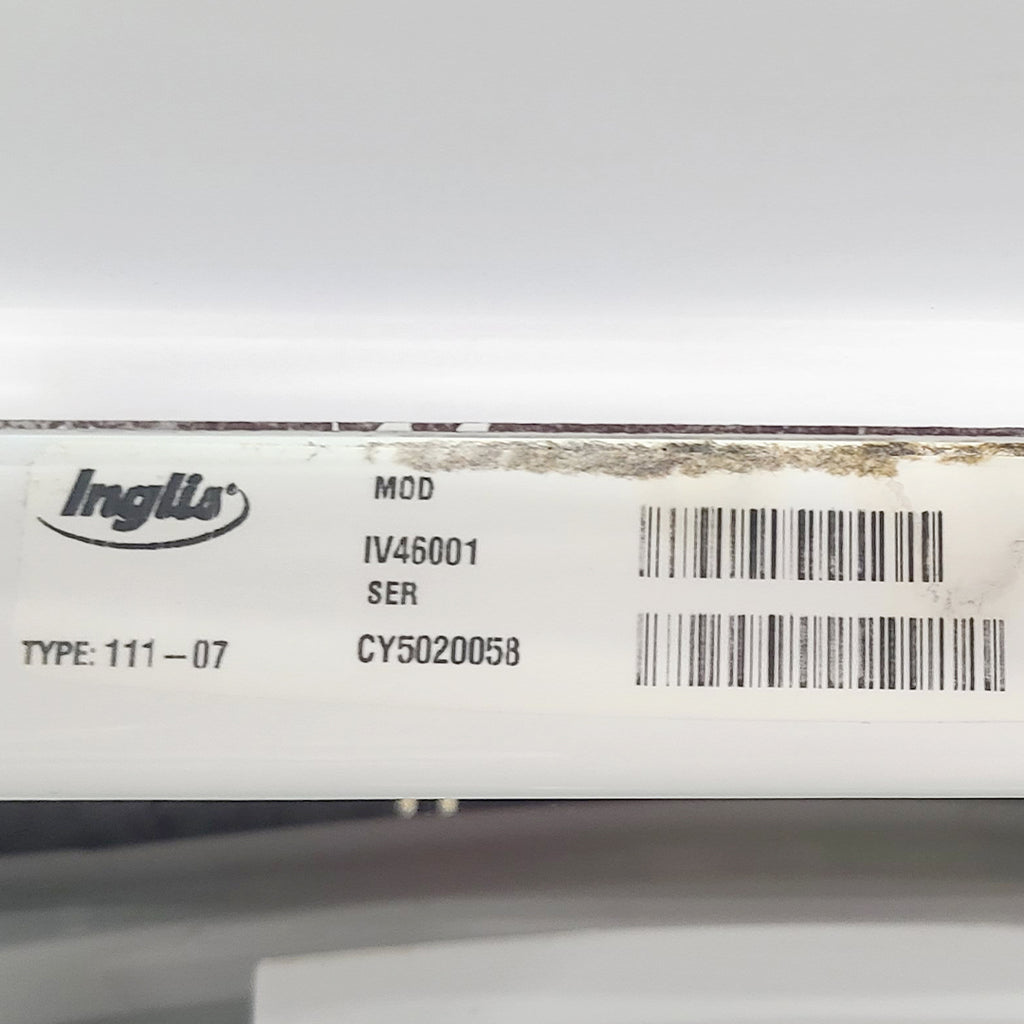 Inglis
MOD
IV46001
SER
TYPE: 111-07 CY5020058